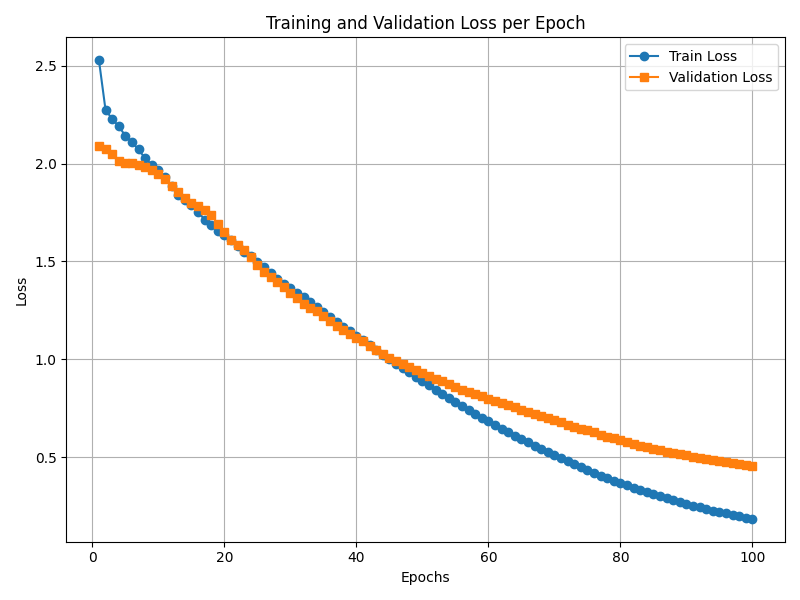 Training and Validation Loss per Epoch
Train Loss
Validation Loss
2.5
2.0
1.5
1.0
0.5
Loss
0 20 40 60 80 100
Epochs